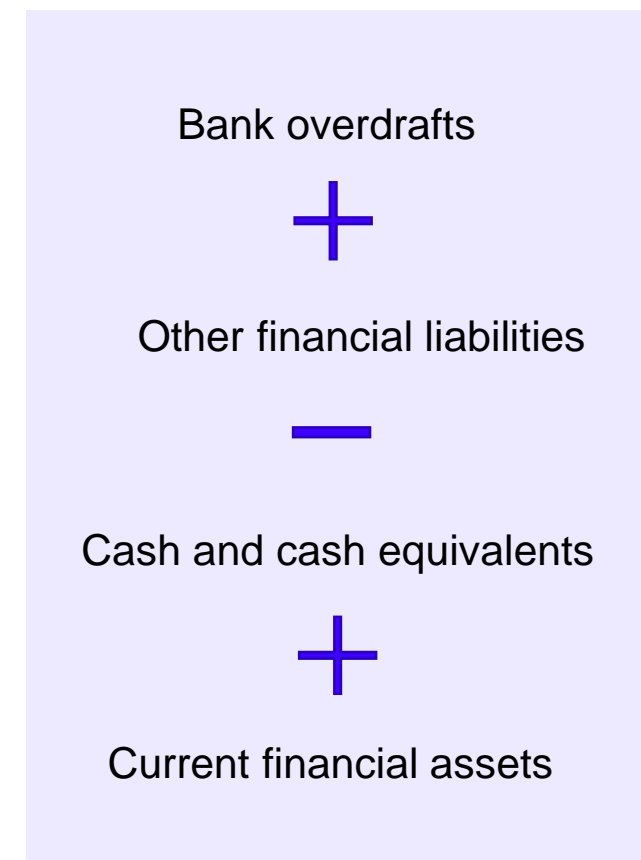 Bank overdrafts
+
Other financial liabilities
−
Cash and cash equivalents
+
Current financial assets